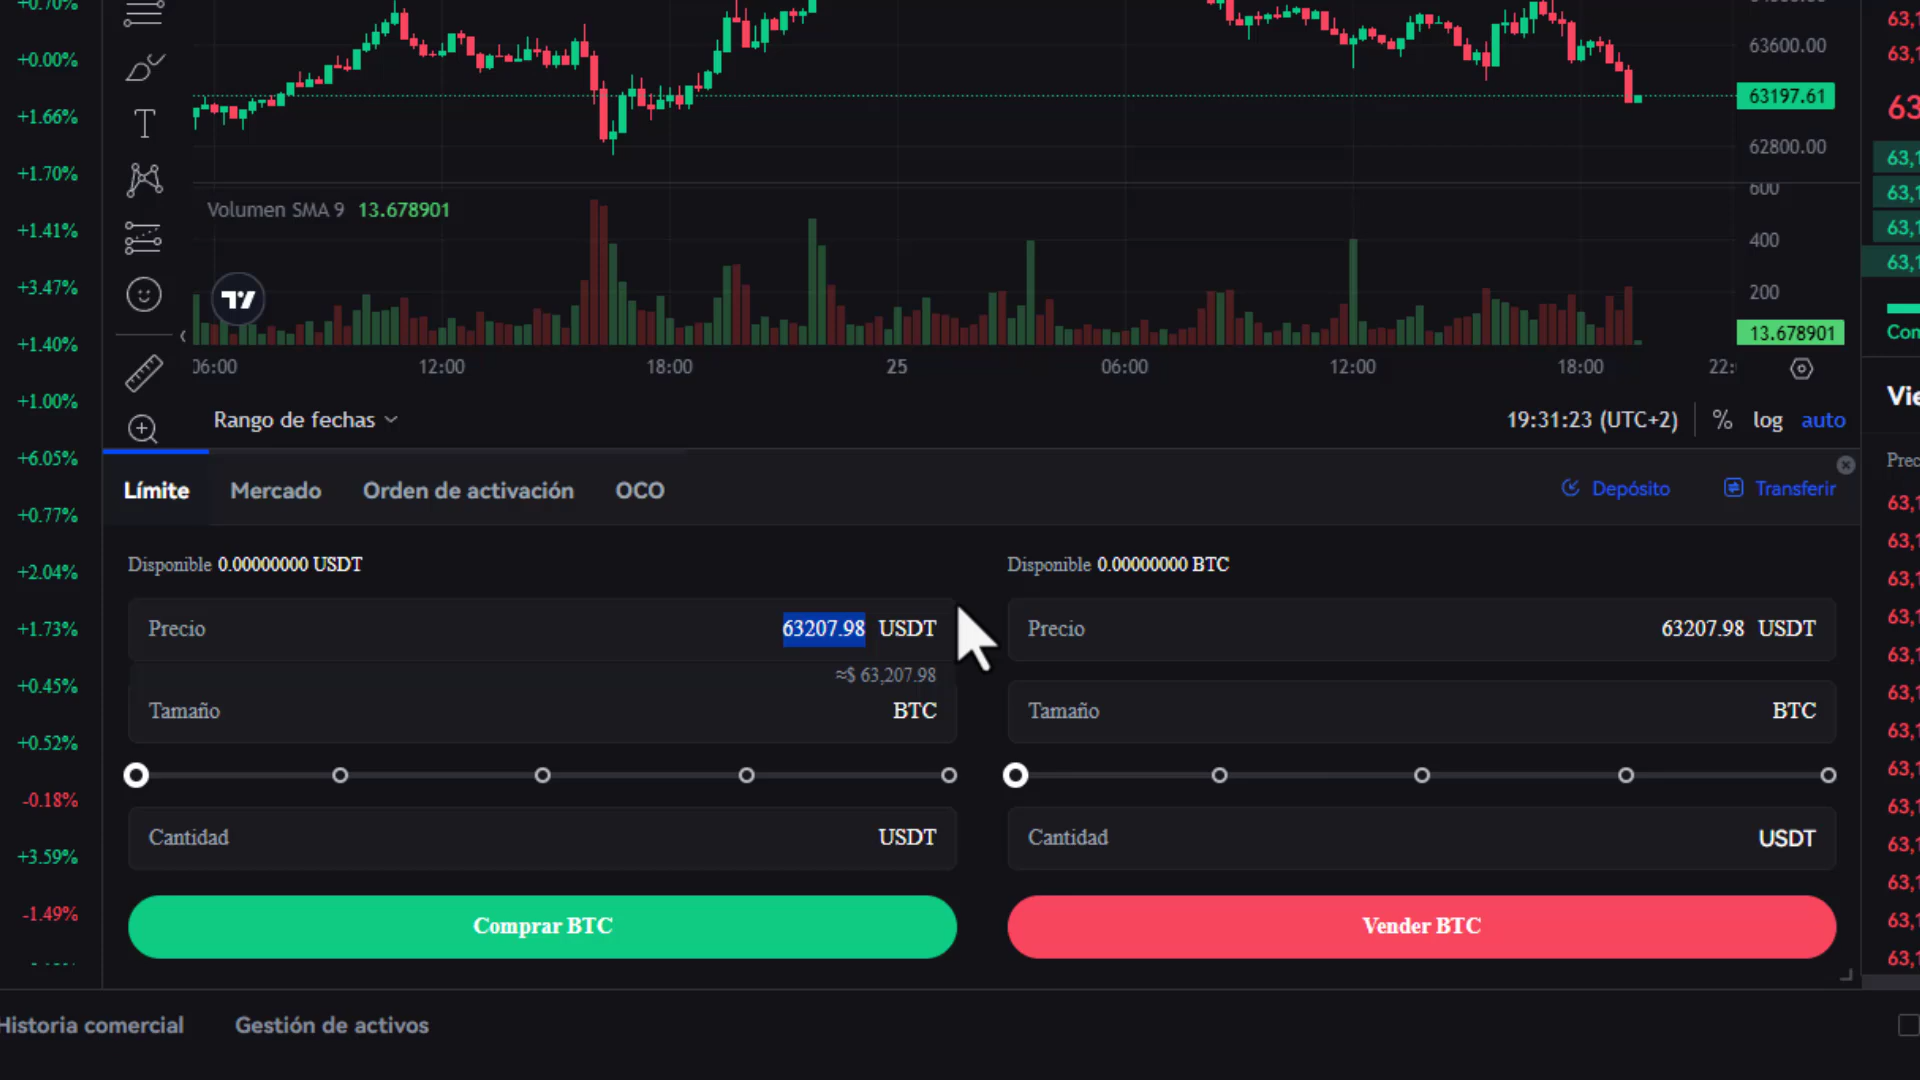 +0.70%
+0.00%
+1.66%
+1.70%
+1.41%
+3.47%
+1.40%
+1.00%
+6.05%
+0.77%
+2.04%
+1.73%
+0.45%
+0.52%
-0.18%
+3.59%
-1.49%
63600.00
63197.61
62800.00
Volumen SMA 9 13.678901
600
400
200
13.678901
06:00 12:00 18:00 25 06:00 12:00 18:00 22:
Rango de fechas
19:31:23 (UTC+2) % log auto
Límite Mercado Orden de activación OCO
Depósito Transferir
Disponible 0.00000000 USDT
Precio 63207.98 USDT
≈$ 63,207.98
Tamaño BTC
Cantidad USDT
Comprar BTC
Disponible 0.00000000 BTC
Precio 63207.98 USDT
Tamaño BTC
Cantidad USDT
Vender BTC
Historia comercial Gestión de activos